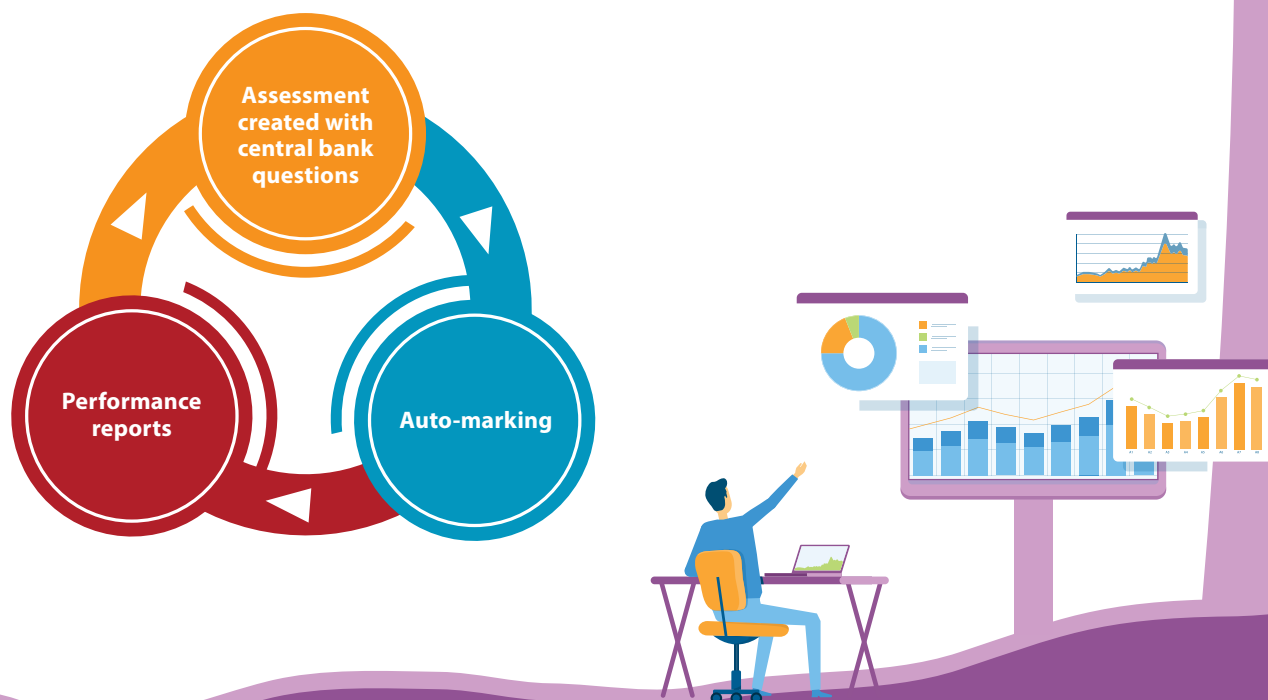 Assessment
created with
central bank
questions
Performance
reports
Auto-marking